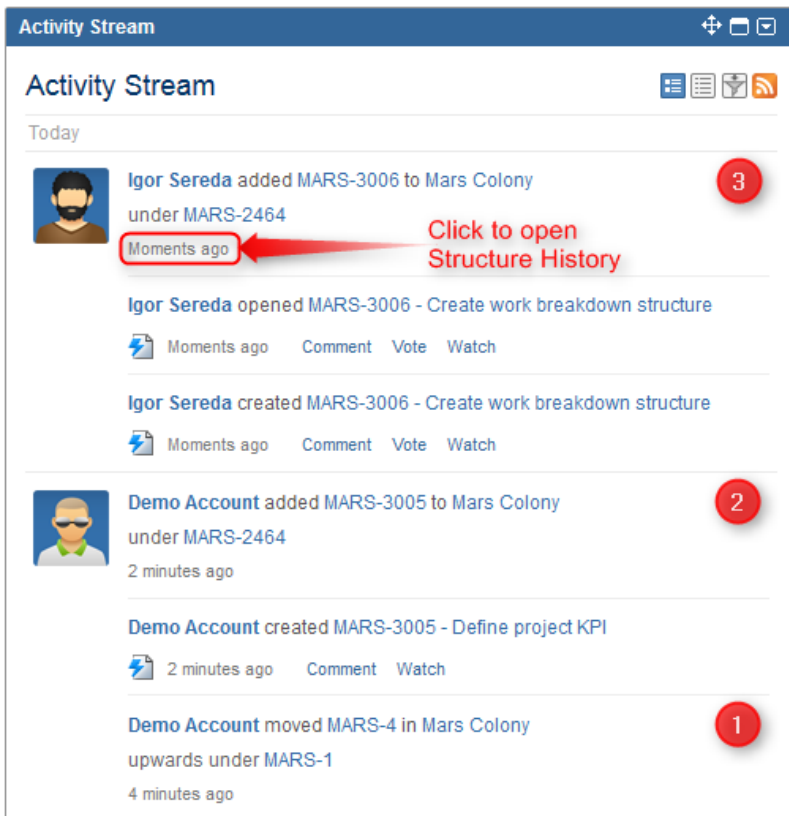 Activity Stream
Activity Stream
Today
Igor Sereda added MARS-3006 to Mars Colony
3
under MARS-2464
Moments ago
Click to open
Structure History
Igor Sereda opened MARS-3006 - Create work breakdown structure
Moments ago Comment Vote Watch
Igor Sereda created MARS-3006 - Create work breakdown structure
Moments ago Comment Vote Watch
Demo Account added MARS-3005 to Mars Colony
2
under MARS-2464
2 minutes ago
Demo Account created MARS-3005 - Define project KPI
2 minutes ago Comment Watch
Demo Account moved MARS-4 in Mars Colony
1
upwards under MARS-1
4 minutes ago